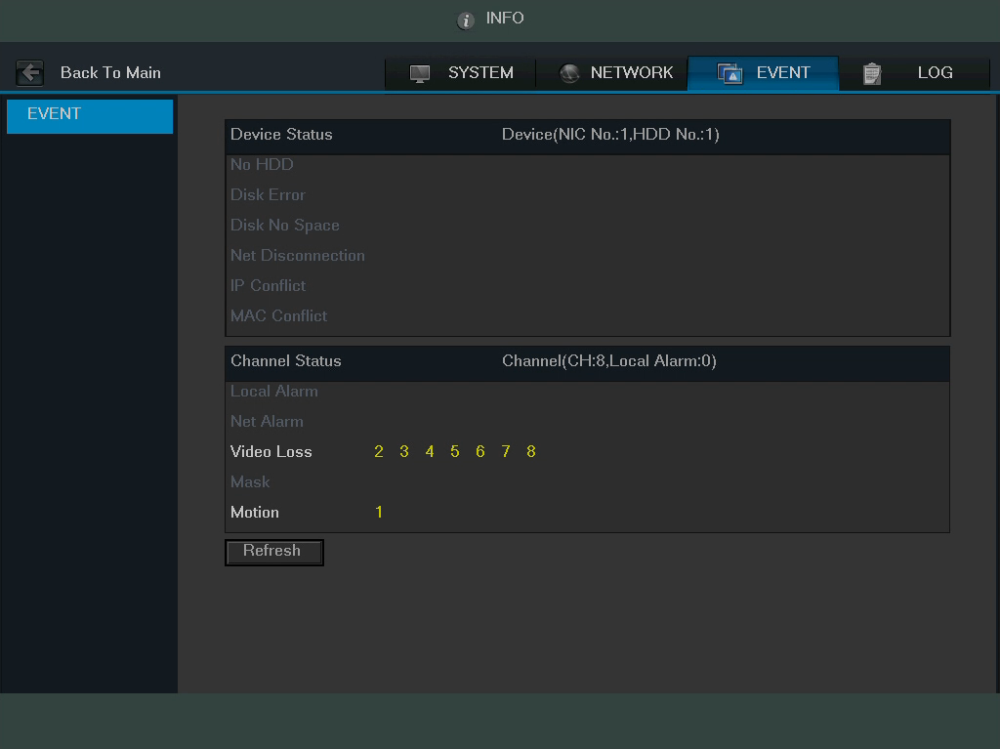 INFO
Back To Main
SYSTEM NETWORK EVENT LOG
EVENT
Device Status Device(NIC No.:1,HDD No.:1)
No HDD
Disk Error
Disk No Space
Net Disconnection
IP Conflict
MAC Conflict
Channel Status Channel(CH:8,Local Alarm:0)
Local Alarm
Net Alarm
Video Loss 2 3 4 5 6 7 8
Mask
Motion 1
Refresh